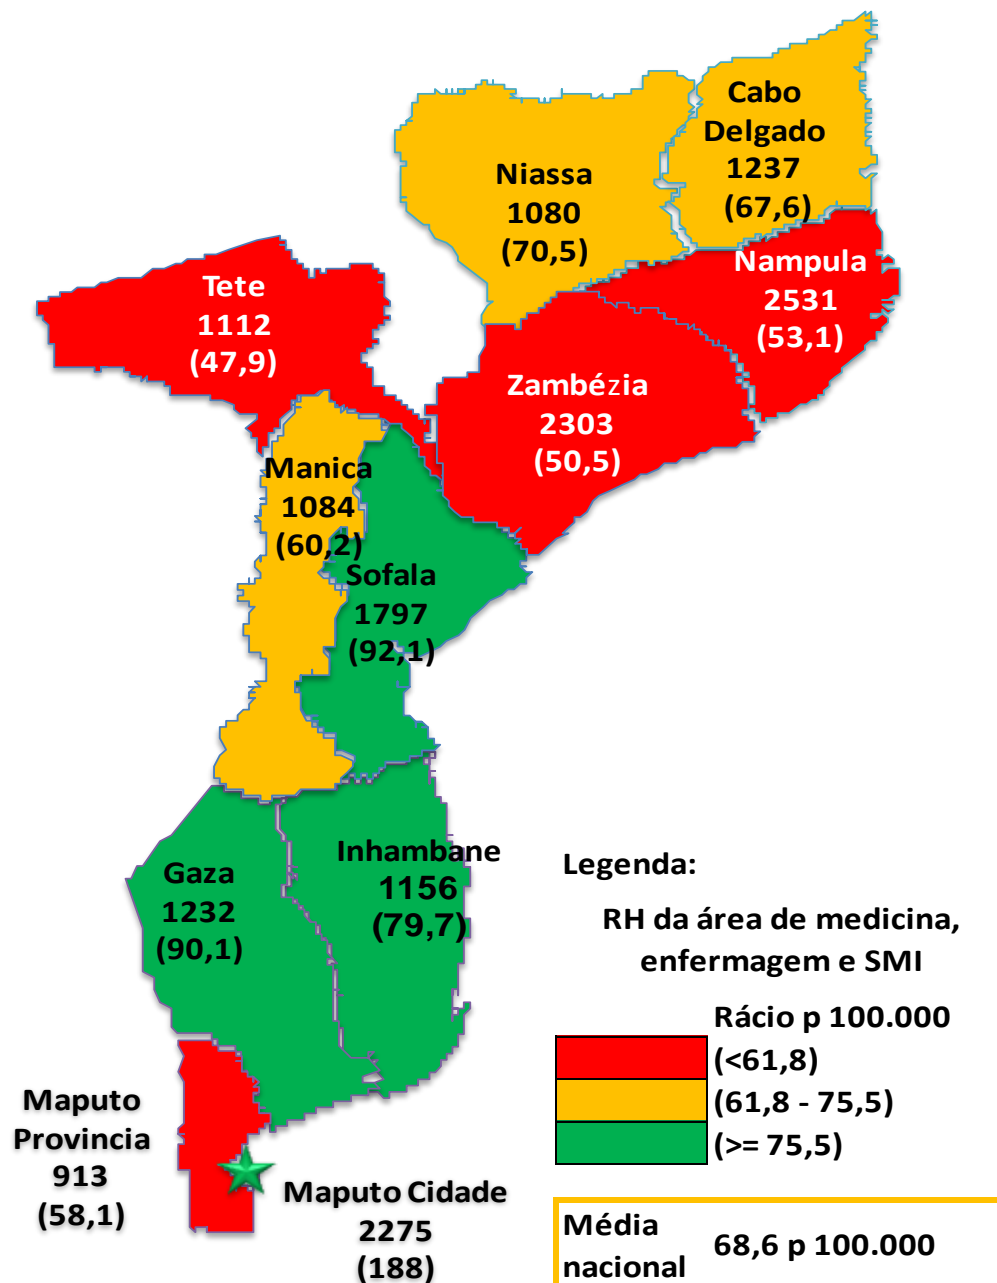 Cabo
Delgado
1237
(67,6)
Niassa
1080
(70,5)
Nampula
2531
(53,1)
Tete
1112
(47,9)
Zambézia
2303
(50,5)
Manica
1084
(60,2)
Sofala
1797
(92,1)
Inhambane
1156
(79,7)
Gaza
1232
(90,1)
Maputo
Provincia
913
(58,1)
Maputo Cidade
2275
(188)
Legenda:
RH da área de medicina,
enfermagem e SMI
Rácio p 100.000
(<61,8)
(61,8 - 75,5)
(>= 75,5)
Média
nacional
68,6 p 100.000